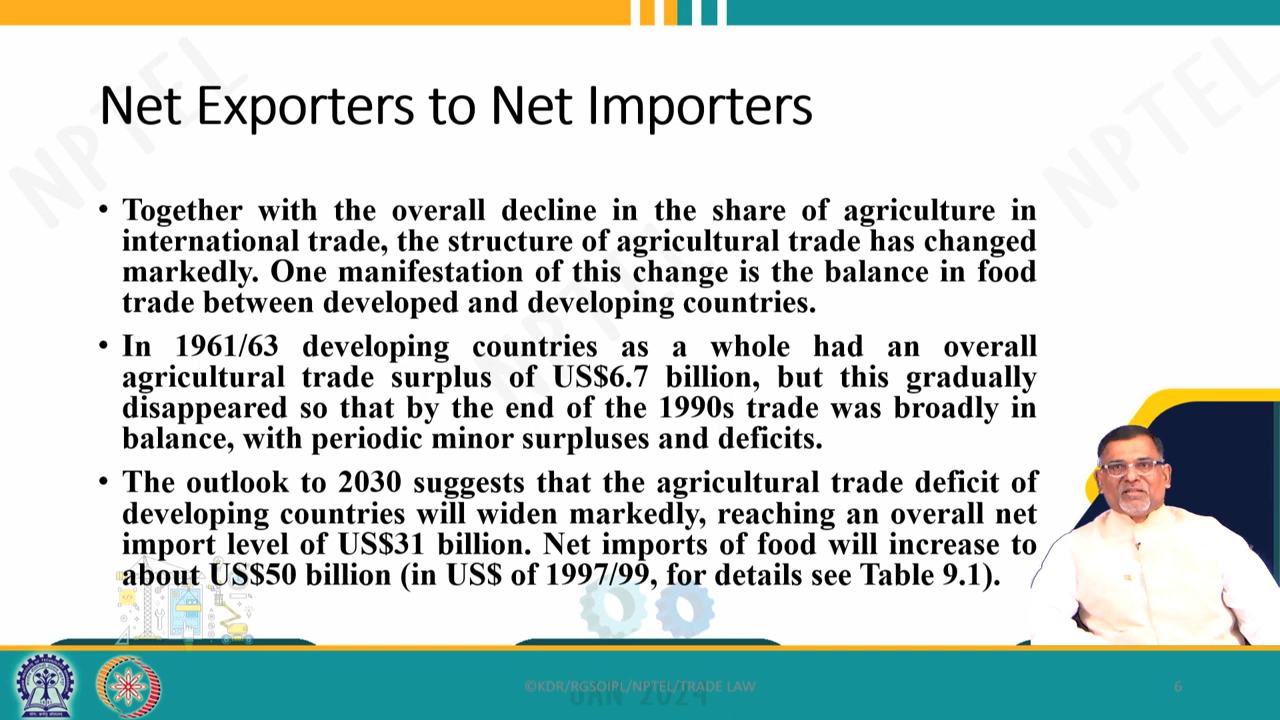 Net Exporters to Net Importers
• Together with the overall decline in the share of agriculture in
international trade, the structure of agricultural trade has changed
markedly. One manifestation of this change is the balance in food
trade between developed and developing countries.
• In 1961/63 developing countries as a whole had an overall
agricultural trade surplus of US$6.7 billion, but this gradually
disappeared so that by the end of the 1990s trade was broadly in
balance, with periodic minor surpluses and deficits.
• The outlook to 2030 suggests that the agricultural trade deficit of
developing countries will widen markedly, reaching an overall net
import level of US$31 billion. Net imports of food will increase to
about US$50 billion (in US$ of 1997/99, for details see Table 9.1).
NPTEL
NPTEL
NPTEL
©KDR/RGSOIPL/NPTEL/TRADE LAW
JAN 2024
6